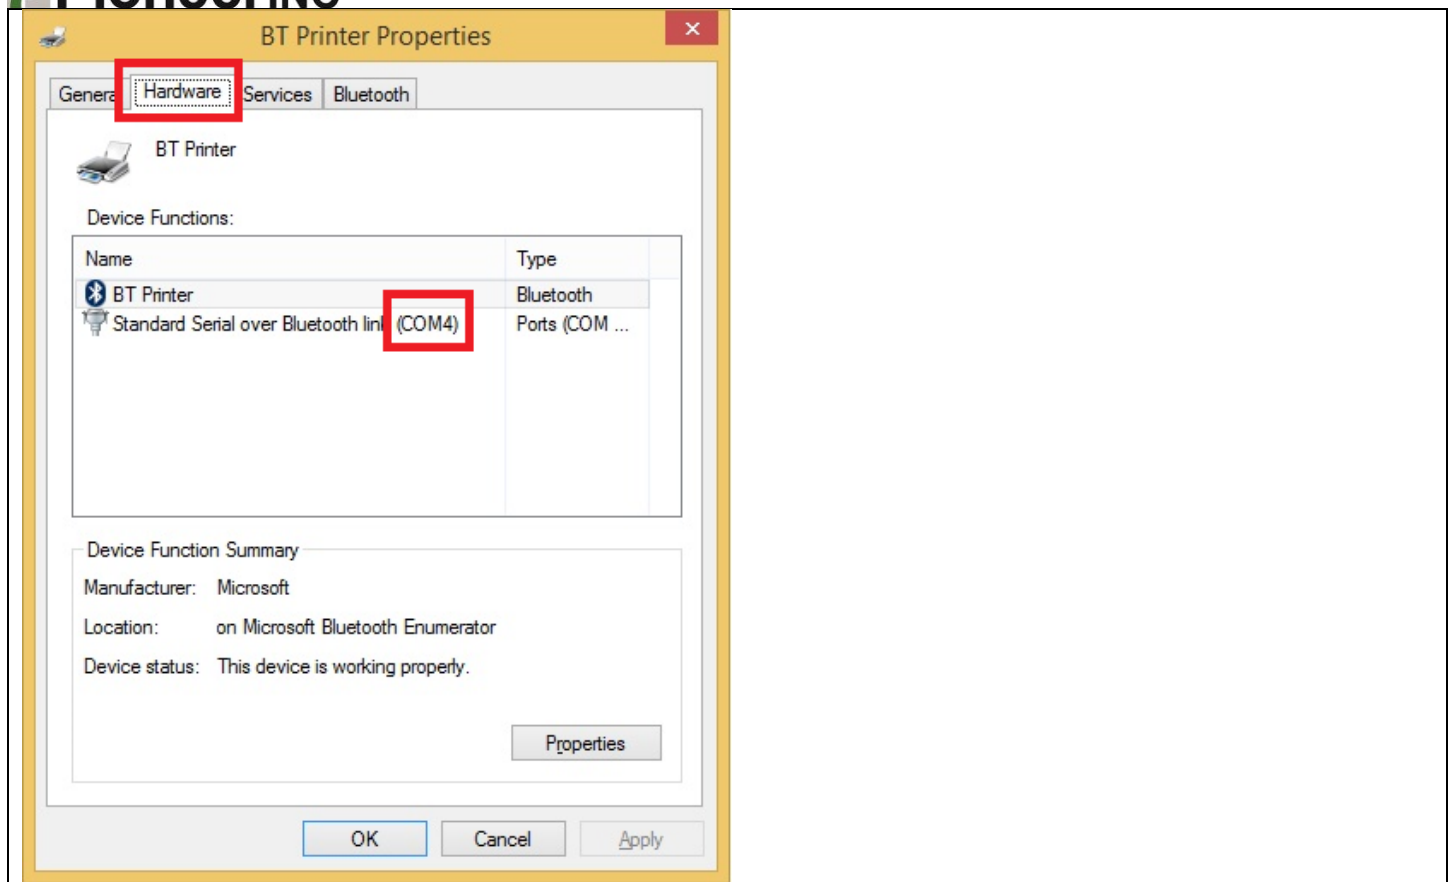 BT Printer Properties
General Hardware Services Bluetooth
BT Printer
Device Functions:
Name Type
BT Printer Bluetooth
Standard Serial over Bluetooth link (COM4) Ports (COM ...
Device Function Summary
Manufacturer: Microsoft
Location: on Microsoft Bluetooth Enumerator
Device status: This device is working properly.
Properties
OK Cancel Apply